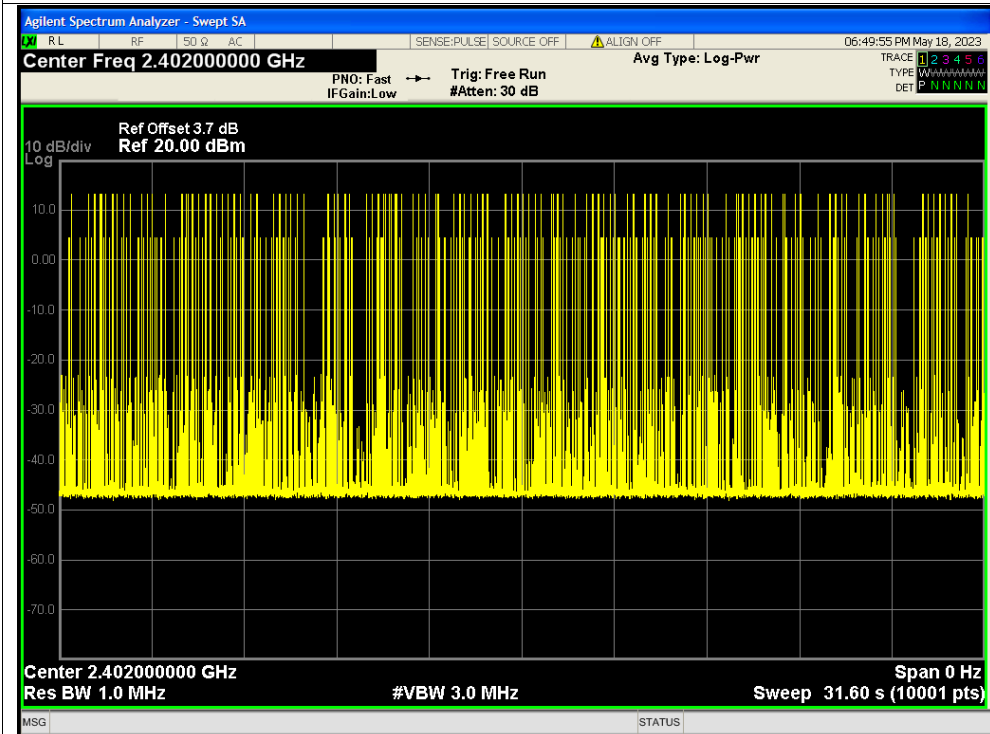 Agilent Spectrum Analyzer - Swept SA
LXI RL RF 50 Ω AC SENSE:PULSE SOURCE OFF ALIGN OFF 06:49:55 PM May 18, 2023
Center Freq 2.402000000 GHz Avg Type: Log-Pwr TRACE 1 2 3 4 5 6
PNO: Fast Trig: Free Run TYPE WWWWWW
IFGain:Low #Atten: 30 dB DET P N N N N N
Ref Offset 3.7 dB
10 dB/div Ref 20.00 dBm
Log
10.0
0.00
-10.0
-20.0
-30.0
-40.0
-50.0
-60.0
-70.0
Center 2.402000000 GHz Span 0 Hz
Res BW 1.0 MHz #VBW 3.0 MHz Sweep 31.60 s (10001 pts)
MSG STATUS